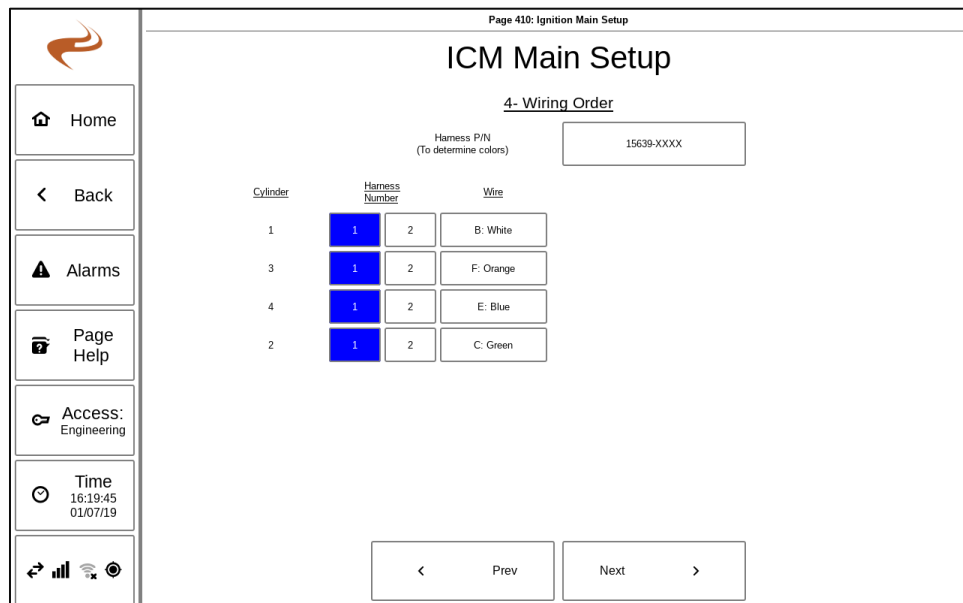 Page 410: Ignition Main Setup
ICM Main Setup
4- Wiring Order
Harness P/N
(To determine colors)
15639-XXXX
Cylinder
Harness
Number
Wire
1 1 2 B: White
3 1 2 F: Orange
4 1 2 E: Blue
2 1 2 C: Green
Prev
Next
Home
Back
Alarms
Page
Help
Access:
Engineering
Time
16:19:45
01/07/19